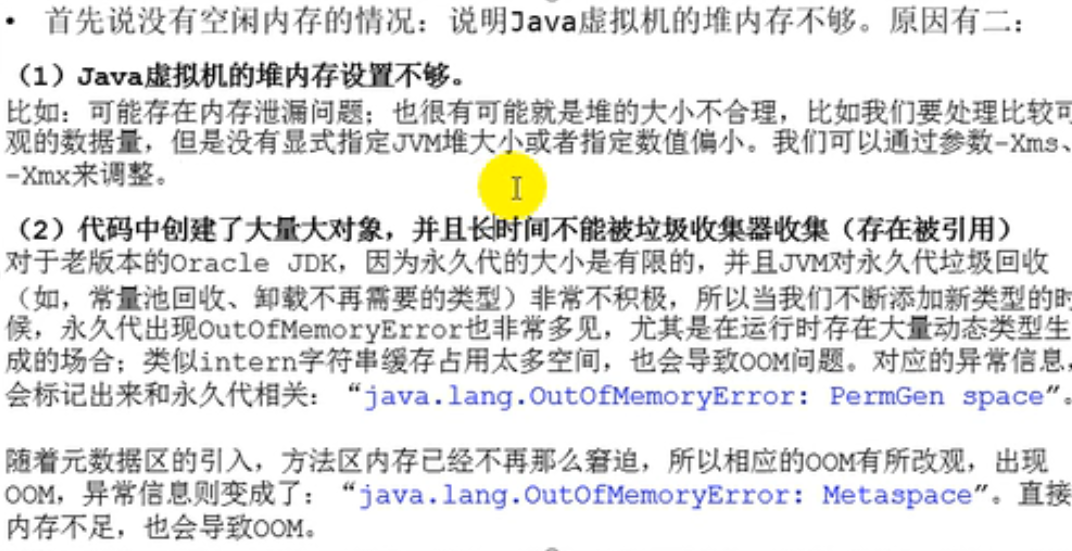 • 首先说没有空闲内存的情况：说明Java虚拟机的堆内存不够。原因有二：
（1）Java虚拟机的堆内存设置不够。
比如：可能存在内存泄漏问题；也很有可能就是堆的大小不合理，比如我们要处理比较可
观的数据量，但是没有显式指定JVM堆大小或者指定数值偏小。我们可以通过参数-Xms、
-Xmx来调整。
（2）代码中创建了大量大对象，并且长时间不能被垃圾收集器收集（存在被引用）
对于老版本的Oracle JDK，因为永久代的大小是有限的，并且JVM对永久代垃圾回收
（如，常量池回收、卸载不再需要的类型）非常不积极，所以当我们不断添加新类型的时
候，永久代出现OutOfMemoryError也非常多见，尤其是在运行时存在大量动态类型生
成的场合；类似intern字符串缓存占用太多空间，也会导致OOM问题。对应的异常信息，
会标记出来和永久代相关：“java.lang.OutOfMemoryError: PermGen space”。
随着元数据区的引入，方法区内存已经不再那么窘迫，所以相应的OOM有所改观，出现
OOM，异常信息则变成了：“java.lang.OutOfMemoryError: Metaspace”。直接
内存不足，也会导致OOM。